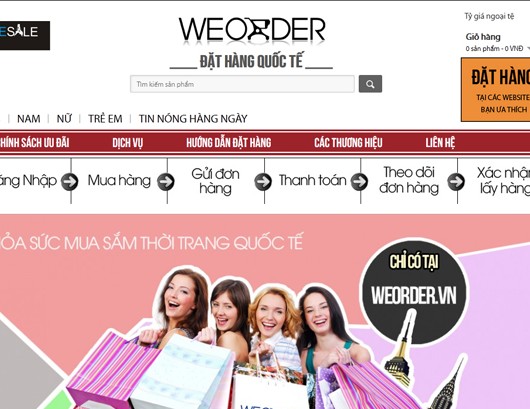 ESALE
WEORDER
ĐẶT HÀNG QUỐC TẾ
Tìm kiếm sản phẩm
Tỷ giá ngoại tệ
Giỏ hàng
0 sản phẩm - 0 VNĐ
ĐẶT HÀNG
TẠI CÁC WEBSITE
BẠN ƯA THÍCH
| NAM | NỮ | TRẺ EM | TIN NÓNG HÀNG NGÀY
HÍNH SÁCH ƯU ĐÃI DỊCH VỤ HƯỚNG DẪN ĐẶT HÀNG CÁC THƯƠNG HIỆU LIÊN HỆ
ăng Nhập Mua hàng Gửi đơn hàng Thanh toán Theo dõi đơn hàng Xác nhận lấy hàng
ỎA SỨC MUA SẮM THỜI TRANG QUỐC TẾ
CHỈ CÓ TẠI
WEORDER.VN